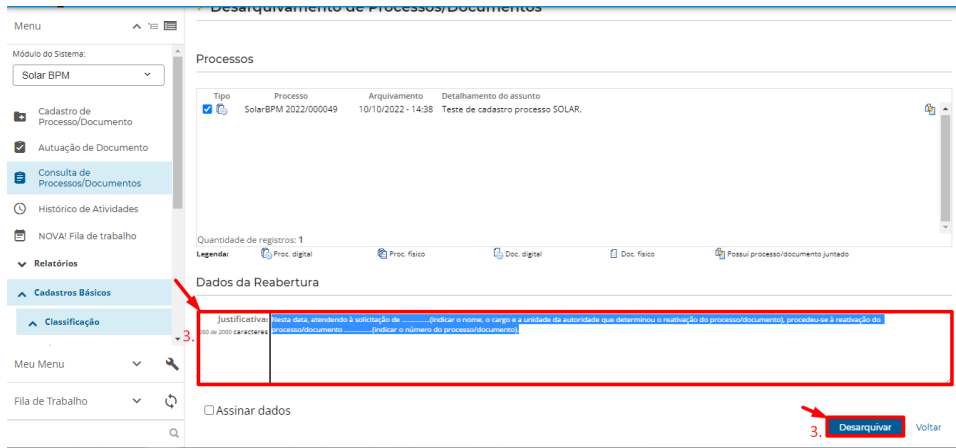 Desarquivamento de Processos/Documentos
Menu
Módulo do Sistema:
Solar BPM
Cadastro de
Processo/Documento
Autuação de Documento
Consulta de
Processos/Documentos
Histórico de Atividades
NOVA! Fila de trabalho
Relatórios
Cadastros Básicos
Classificação
Meu Menu
Fila de Trabalho
Processos
Tipo Processo Arquivamento Detalhamento do assunto
SolarBPM 2022/000049 10/10/2022 - 14:38 Teste de cadastro processo SOLAR.
Quantidade de registros: 1
Legenda: Proc. digital Proc. físico Doc. digital Doc. físico Possui processo/documento juntado
Dados da Reabertura
3.
Justificativa: Nesta data, atendendo à solicitação de ............(indicar o nome, o cargo e a unidade da autoridade que determinou o reativação do processo/documento), procedeu-se à reativação do
260 de 2000 caracteres processo/documento ............(indicar o número do processo/documento).
Assinar dados
3. Desarquivar Voltar